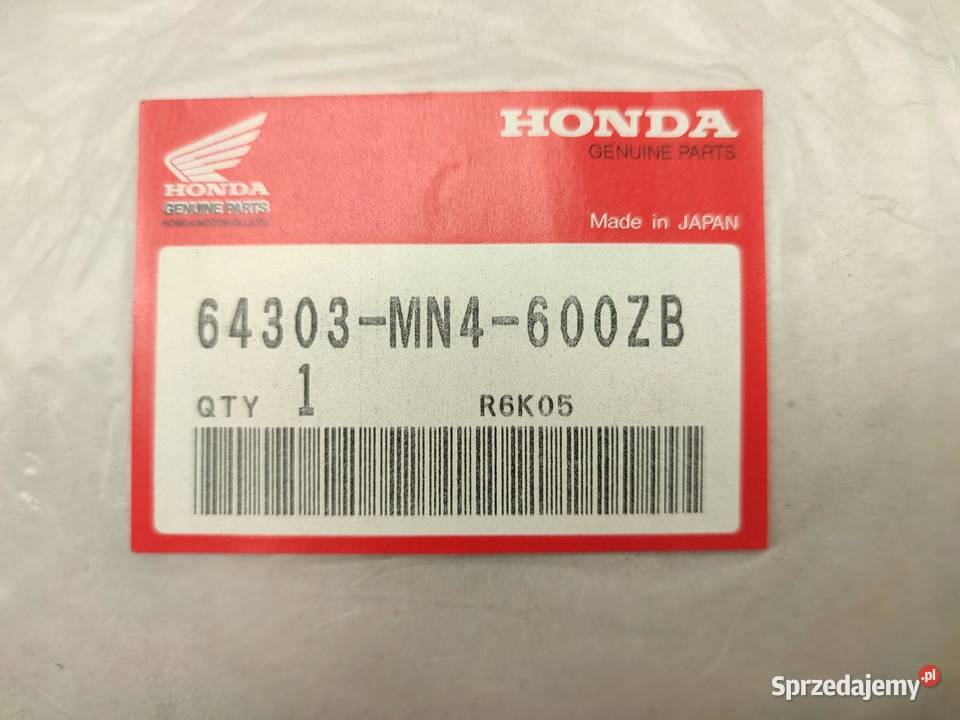 HONDA
GENUINE PARTS
HONDA
GENUINE PARTS
HONDA MOTOR CO., LTD.
Made in JAPAN
64303-MN4-600ZB
QTY 1 R6K05
Sprzedajemy.pl